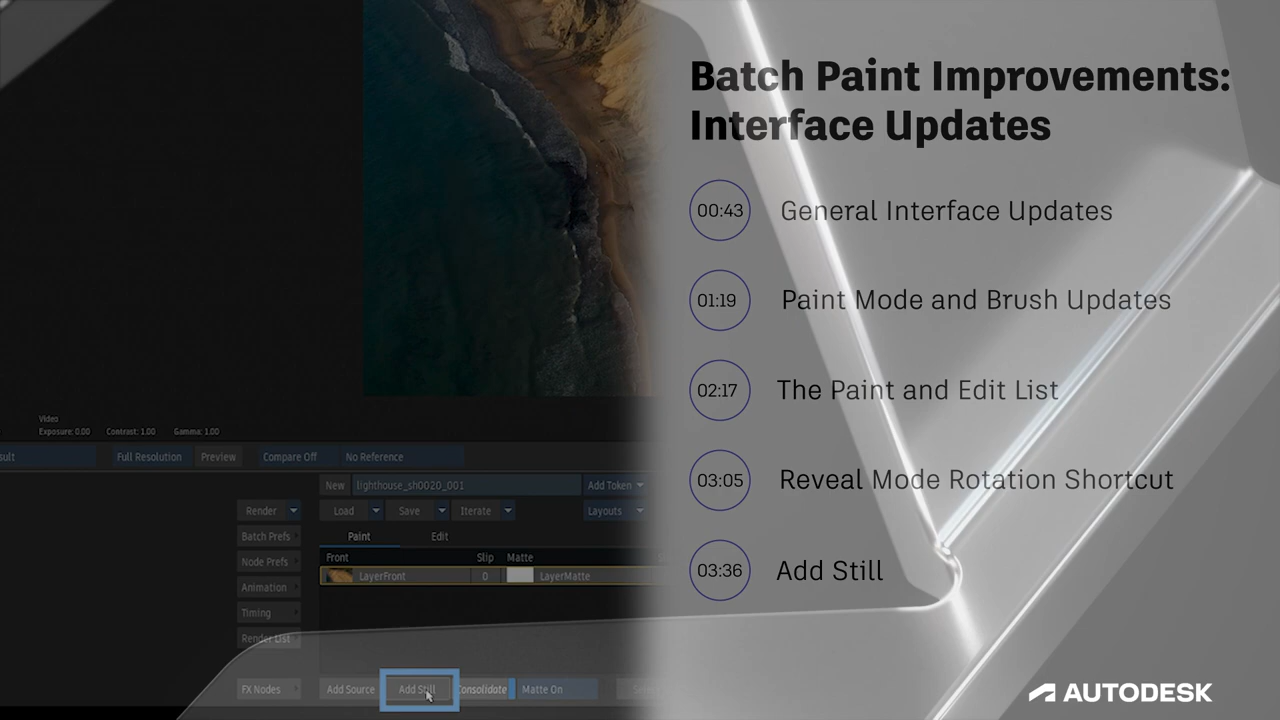 Batch Paint Improvements:
Interface Updates
00:43 General Interface Updates
01:19 Paint Mode and Brush Updates
02:17 The Paint and Edit List
03:05 Reveal Mode Rotation Shortcut
03:36 Add Still
Video
Exposure: 0.00 Contrast: 1.00 Gamma: 1.00
Full Resolution Preview Compare Off No Reference
New lighthouse_sh0020_001 Add Token
Render Load Save Iterate Layouts
Batch Prefs Paint Edit
Node Prefs Front Slip Matte
LayerFront 0 LayerMatte
Animation
Timing
Render List
FX Nodes Add Source Add Still Consolidate Matte On
AUTODESK